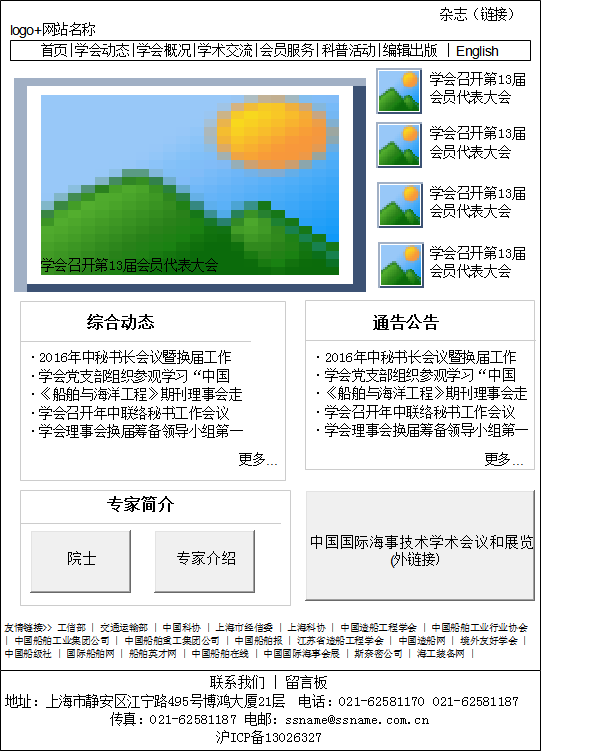 杂志（链接）
logo+网站名称
首页|学会动态|学会概况|学术交流|会员服务|科普活动|编辑出版 | English
学会召开第13届会员代表大会
学会召开第13届
会员代表大会
学会召开第13届
会员代表大会
学会召开第13届
会员代表大会
学会召开第13届
会员代表大会
综合动态
·2016年中秘书长会议暨换届工作
·学会党支部组织参观学习“中国
·《船舶与海洋工程》期刊理事会走
·学会召开年中联络秘书工作会议
·学会理事会换届筹备领导小组第一
更多...
通告公告
·2016年中秘书长会议暨换届工作
·学会党支部组织参观学习“中国
·《船舶与海洋工程》期刊理事会走
·学会召开年中联络秘书工作会议
·学会理事会换届筹备领导小组第一
更多...
专家简介
院士
专家介绍
中国国际海事技术学术会议和展览
(外链接)
友情链接>> 工信部 | 交通运输部 | 中国科协 | 上海市经信委 | 上海科协 | 中国造船工程学会 | 中国船舶工业行业协会
| 中国船舶工业集团公司 | 中国船舶重工集团公司 | 中国船舶报 | 江苏省造船工程学会 | 中国造船网 | 境外友好学会 |
中国船级社 | 国际船舶网 | 船舶英才网 | 中国船舶在线 | 中国国际海事会展 | 斯奈密公司 | 海工装备网 |
联系我们 | 留言板
地址：上海市静安区江宁路495号博鸿大厦21层 电话：021-62581170 021-62581187
传真：021-62581187 电邮：ssname@ssname.com.cn
沪ICP备13026327